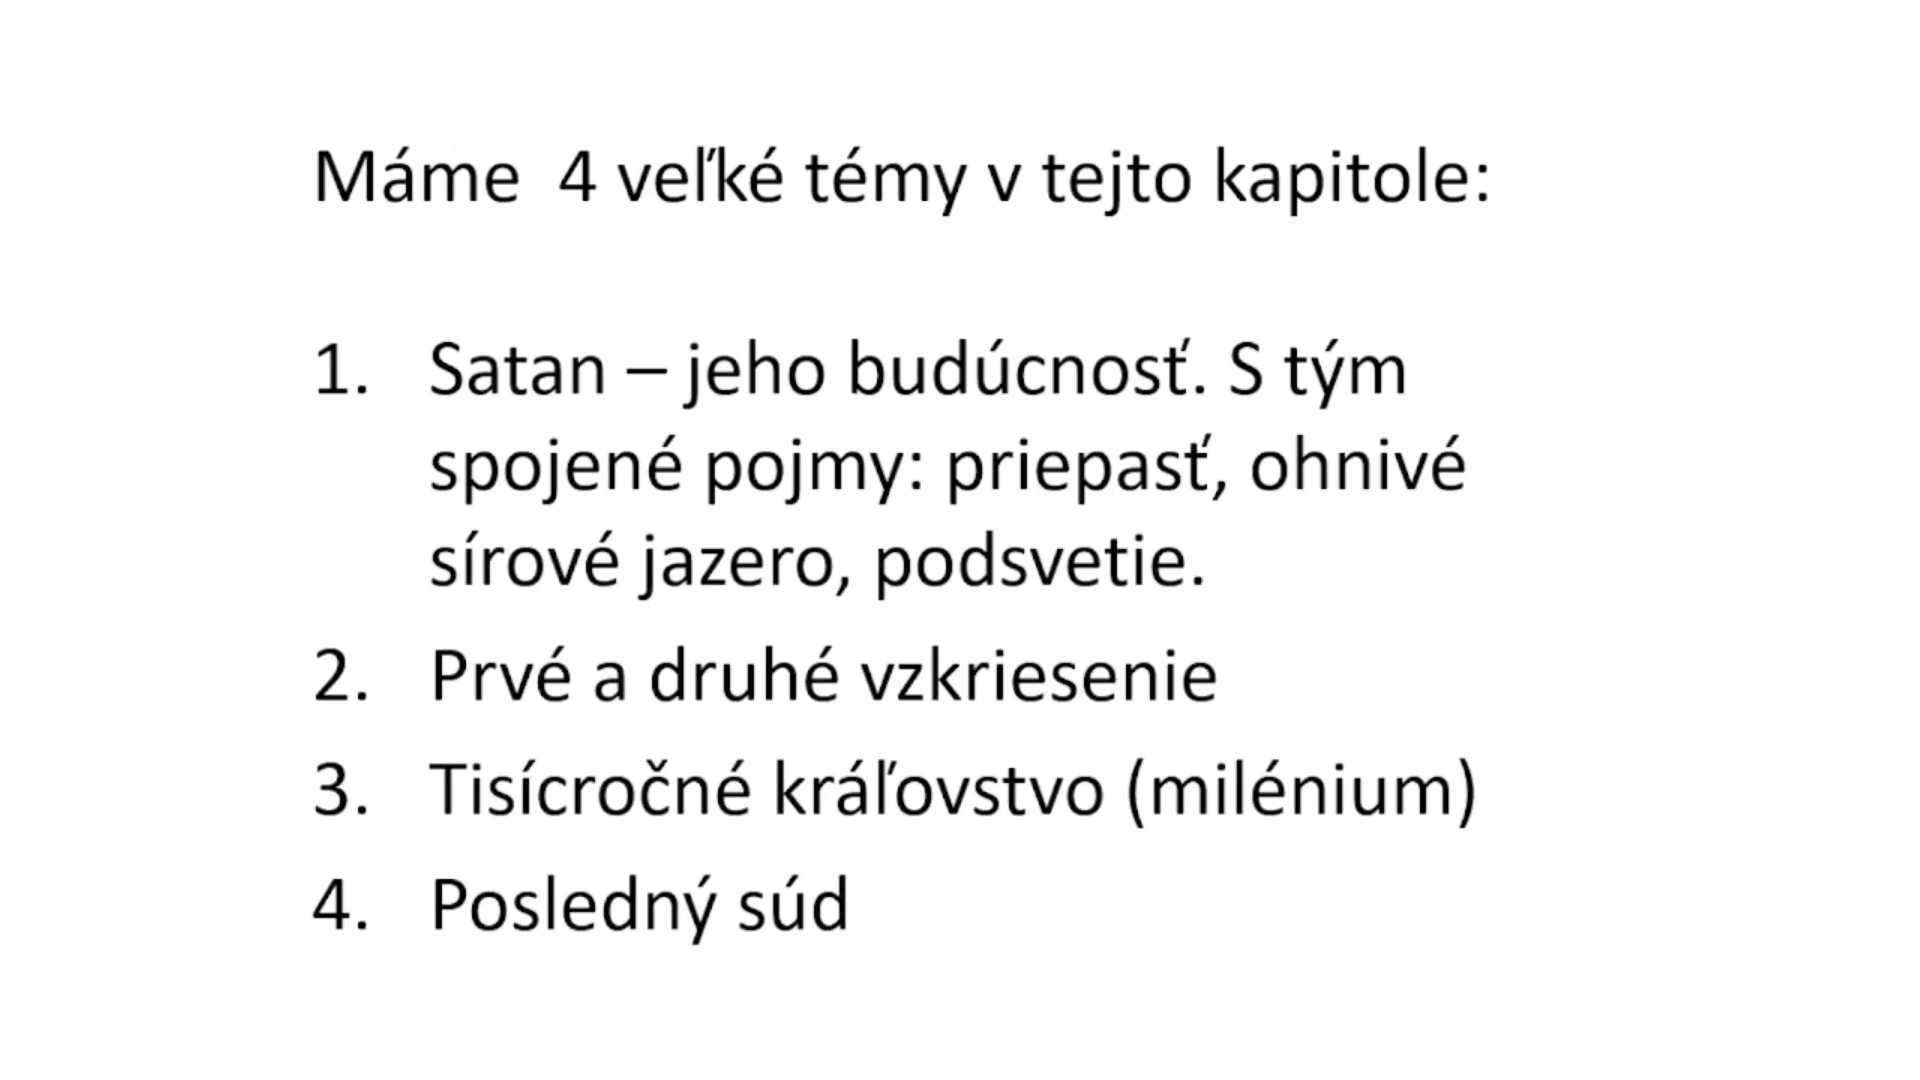 Máme  4 veľké témy v tejto kapitole:
1. Satan – jeho budúcnosť. S tým
spojené pojmy: priepasť, ohnivé
sírové jazero, podsvetie.
2. Prvé a druhé vzkriesenie
3. Tisícročné kráľovstvo (milénium)
4. Posledný súd